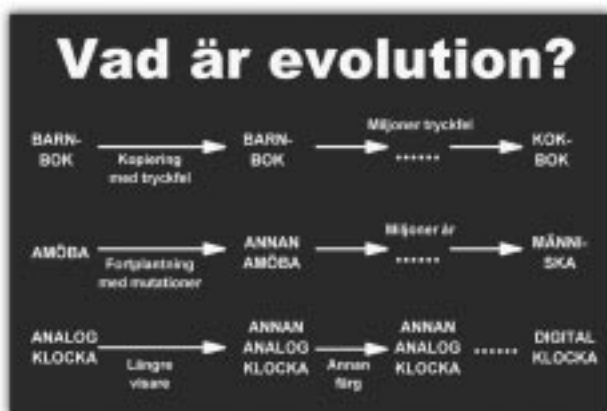 Vad är evolution?
BARN-
BOK
Kopiering
med tryckfel
BARN-
BOK
Miljoner tryckfel
......
KOK-
BOK
AMÖBA
Fortplantning
med mutationer
ANNAN
AMÖBA
Miljoner år
......
MÄNNI-
SKA
ANALOG
KLOCKA
Längre
visare
ANNAN
ANALOG
KLOCKA
Annan
färg
ANNAN
ANALOG
KLOCKA
......
DIGITAL
KLOCKA